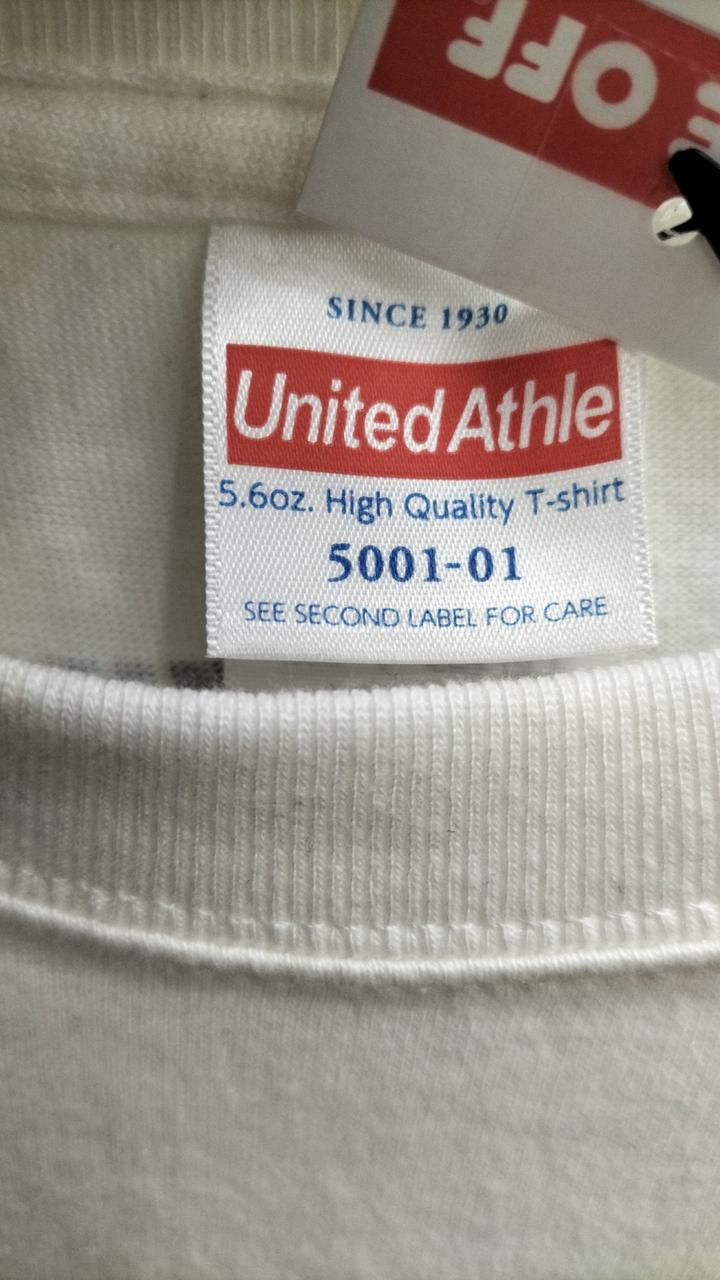 E OFF
SINCE 1930
United Athle
5.6oz. High Quality T-shirt
5001-01
SEE SECOND LABEL FOR CARE